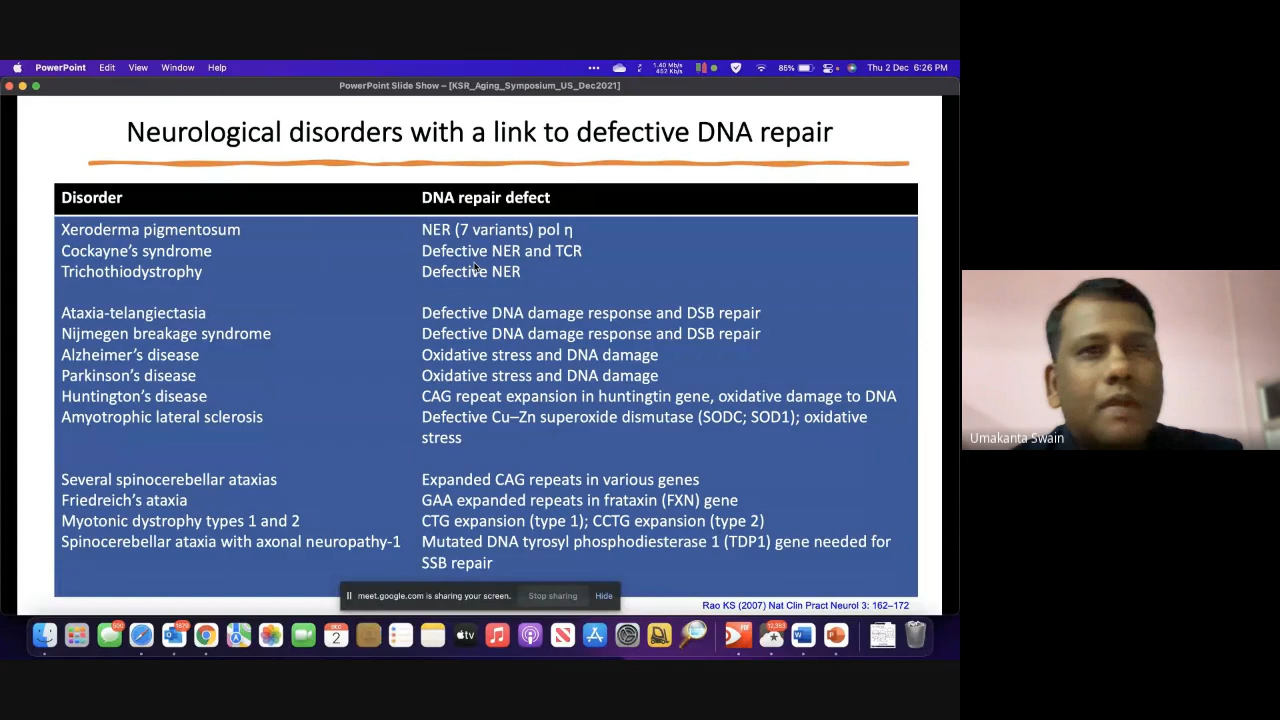 PowerPoint Edit View Window Help
1.40 Mb/s
452 Kb/s
85% Thu 2 Dec 6:26 PM
PowerPoint Slide Show – [KSR_Aging_Symposium_US_Dec2021]
Neurological disorders with a link to defective DNA repair
Disorder DNA repair defect
Xeroderma pigmentosum NER (7 variants) pol η
Cockayne’s syndrome Defective NER and TCR
Trichothiodystrophy Defective NER
Ataxia-telangiectasia Defective DNA damage response and DSB repair
Nijmegen breakage syndrome Defective DNA damage response and DSB repair
Alzheimer’s disease Oxidative stress and DNA damage
Parkinson’s disease Oxidative stress and DNA damage
Huntington’s disease CAG repeat expansion in huntingtin gene, oxidative damage to DNA
Amyotrophic lateral sclerosis Defective Cu–Zn superoxide dismutase (SODC; SOD1); oxidative
stress
Several spinocerebellar ataxias Expanded CAG repeats in various genes
Friedreich’s ataxia GAA expanded repeats in frataxin (FXN) gene
Myotonic dystrophy types 1 and 2 CTG expansion (type 1); CCTG expansion (type 2)
Spinocerebellar ataxia with axonal neuropathy-1 Mutated DNA tyrosyl phosphodiesterase 1 (TDP1) gene needed for
SSB repair
meet.google.com is sharing your screen. Stop sharing Hide
Rao KS (2007) Nat Clin Pract Neurol 3: 162–172
Umakanta Swain
tv